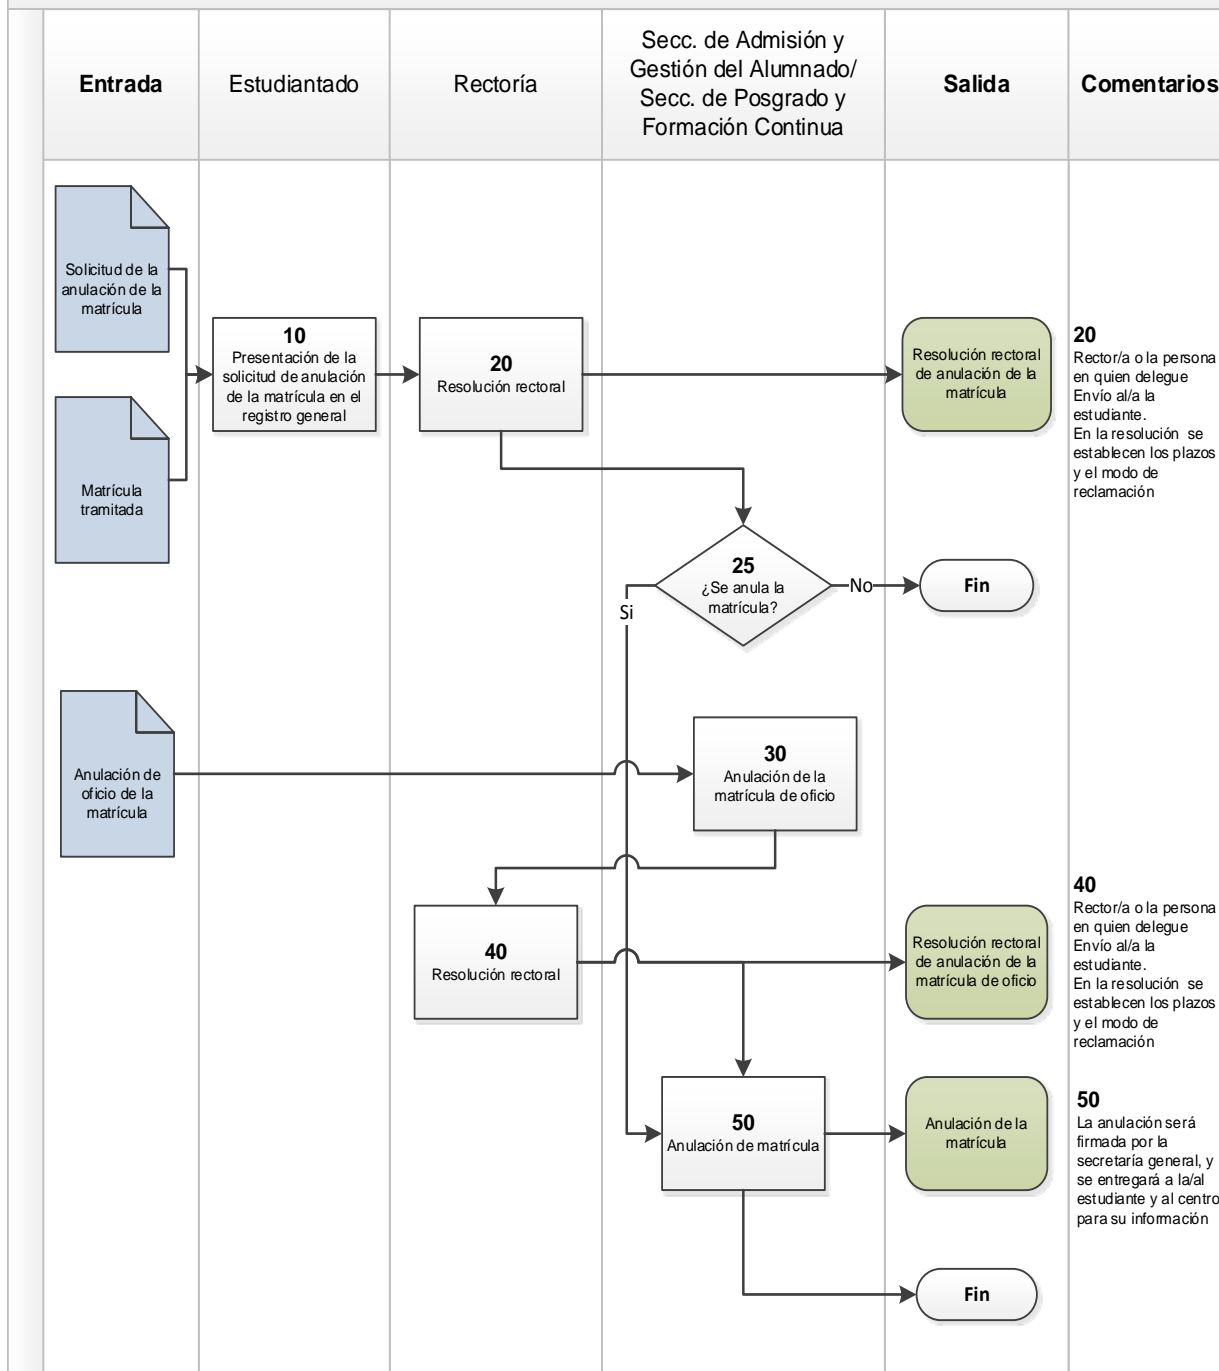 Entrada
Estudiantado
Rectoría
Secc. de Admisión y
Gestión del Alumnado/
Secc. de Posgrado y
Formación Continua
Salida
Comentarios
Solicitud de la
anulación de la
matrícula
Matrícula
tramitada
10
Presentación de la
solicitud de anulación
de la matrícula en el
registro general
20
Resolución rectoral
Resolución rectoral
de anulación de la
matrícula
20
Rector/a o la persona
en quien delegue
Envío al/a la
estudiante.
En la resolución se
establecen los plazos
y el modo de
reclamación
25
¿Se anula la
matrícula?
No
Fin
Si
Anulación de
oficio de la
matrícula
30
Anulación de la
matrícula de oficio
40
Resolución rectoral
Resolución rectoral
de anulación de la
matrícula de oficio
40
Rector/a o la persona
en quien delegue
Envío al/a la
estudiante.
En la resolución se
establecen los plazos
y el modo de
reclamación
50
Anulación de matrícula
Anulación de la
matrícula
50
La anulación será
firmada por la
secretaría general, y
se entregará a la/al
estudiante y al centro
para su información
Fin